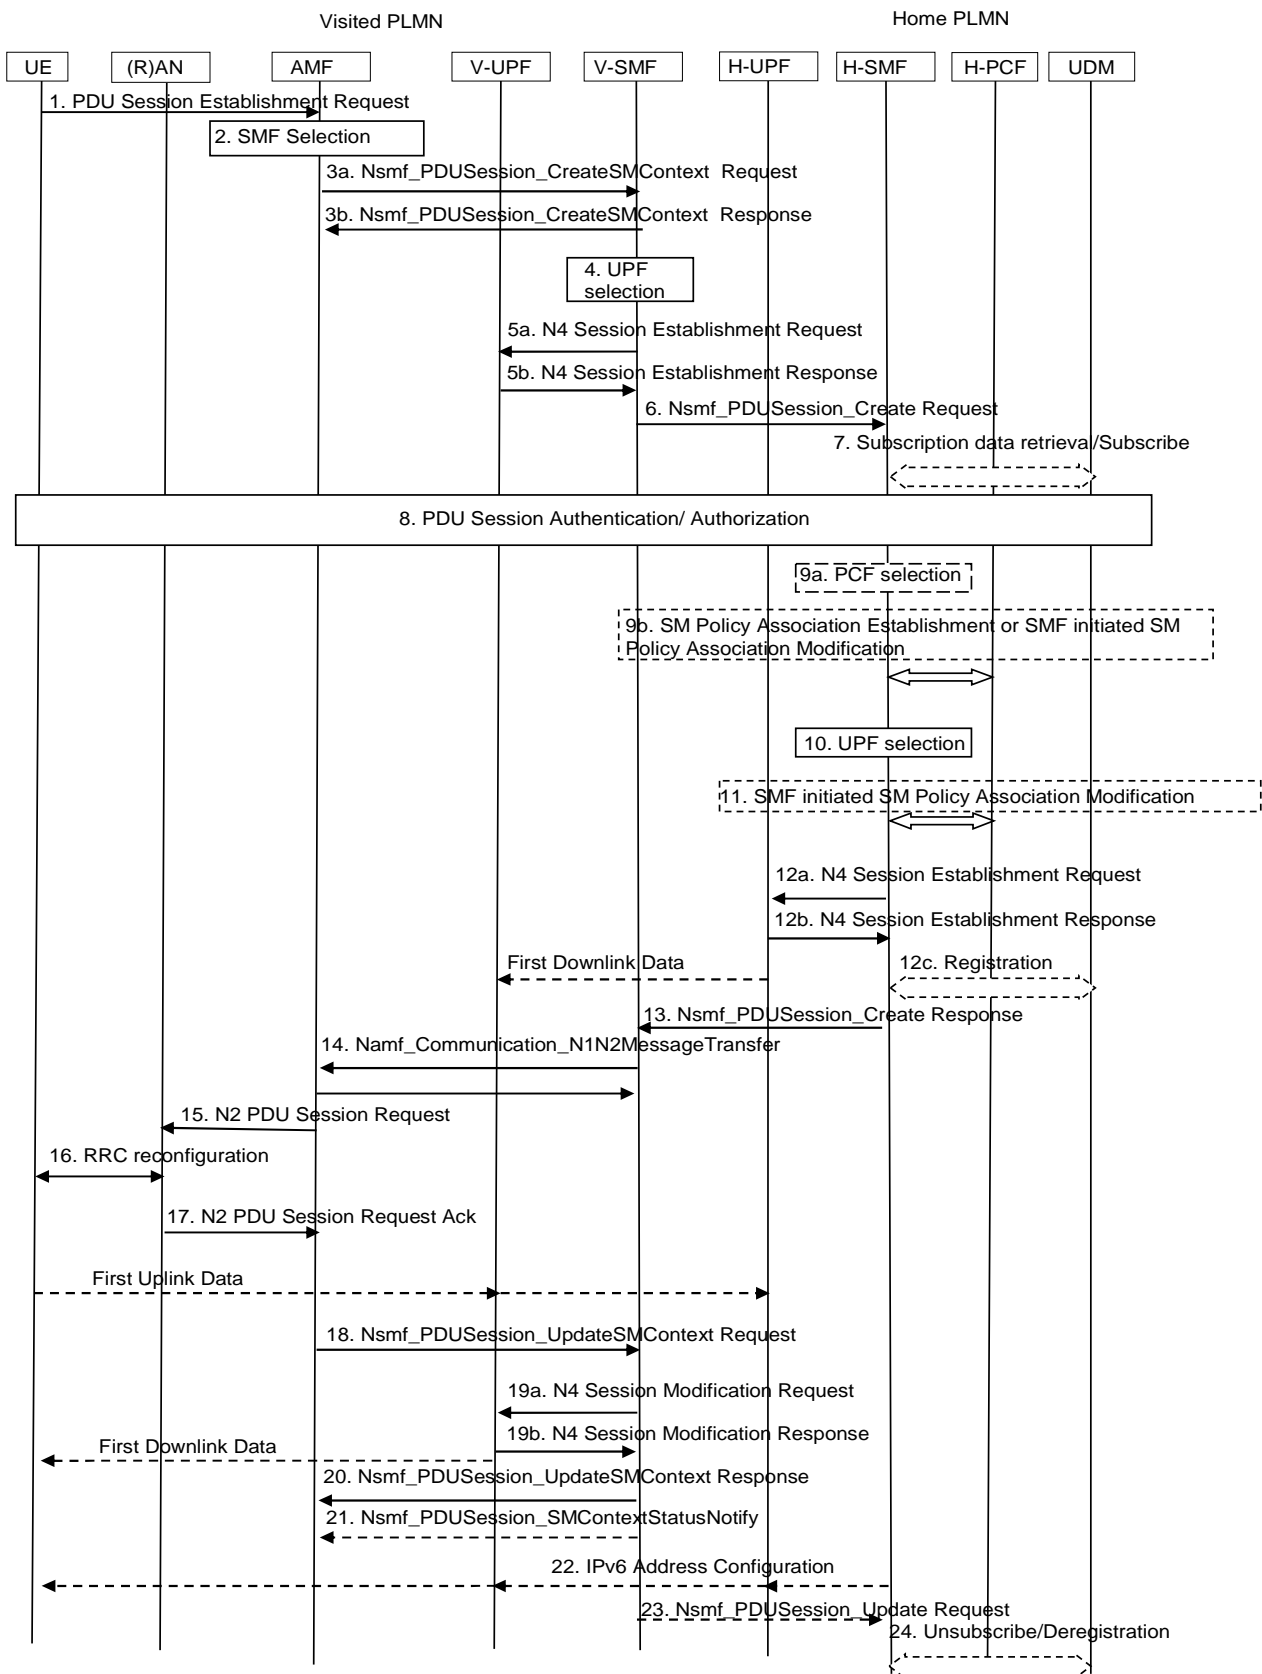 Visited PLMN
Home PLMN
UE
(R)AN
AMF
V-UPF
V-SMF
H-UPF
H-SMF
H-PCF
UDM
1. PDU Session Establishment Request
2. SMF Selection
3a. Nsmf_PDUSession_CreateSMContext Request
3b. Nsmf_PDUSession_CreateSMContext Response
4. UPF
selection
5a. N4 Session Establishment Request
5b. N4 Session Establishment Response
6. Nsmf_PDUSession_Create Request
7. Subscription data retrieval/Subscribe
8. PDU Session Authentication/ Authorization
9a. PCF selection
9b. SM Policy Association Establishment or SMF initiated SM
Policy Association Modification
10. UPF selection
11. SMF initiated SM Policy Association Modification
12a. N4 Session Establishment Request
12b. N4 Session Establishment Response
First Downlink Data
12c. Registration
13. Nsmf_PDUSession_Create Response
14. Namf_Communication_N1N2MessageTransfer
15. N2 PDU Session Request
16. RRC reconfiguration
17. N2 PDU Session Request Ack
First Uplink Data
18. Nsmf_PDUSession_UpdateSMContext Request
19a. N4 Session Modification Request
19b. N4 Session Modification Response
First Downlink Data
20. Nsmf_PDUSession_UpdateSMContext Response
21. Nsmf_PDUSession_SMContextStatusNotify
22. IPv6 Address Configuration
23. Nsmf_PDUSession_Update Request
24. Unsubscribe/Deregistration